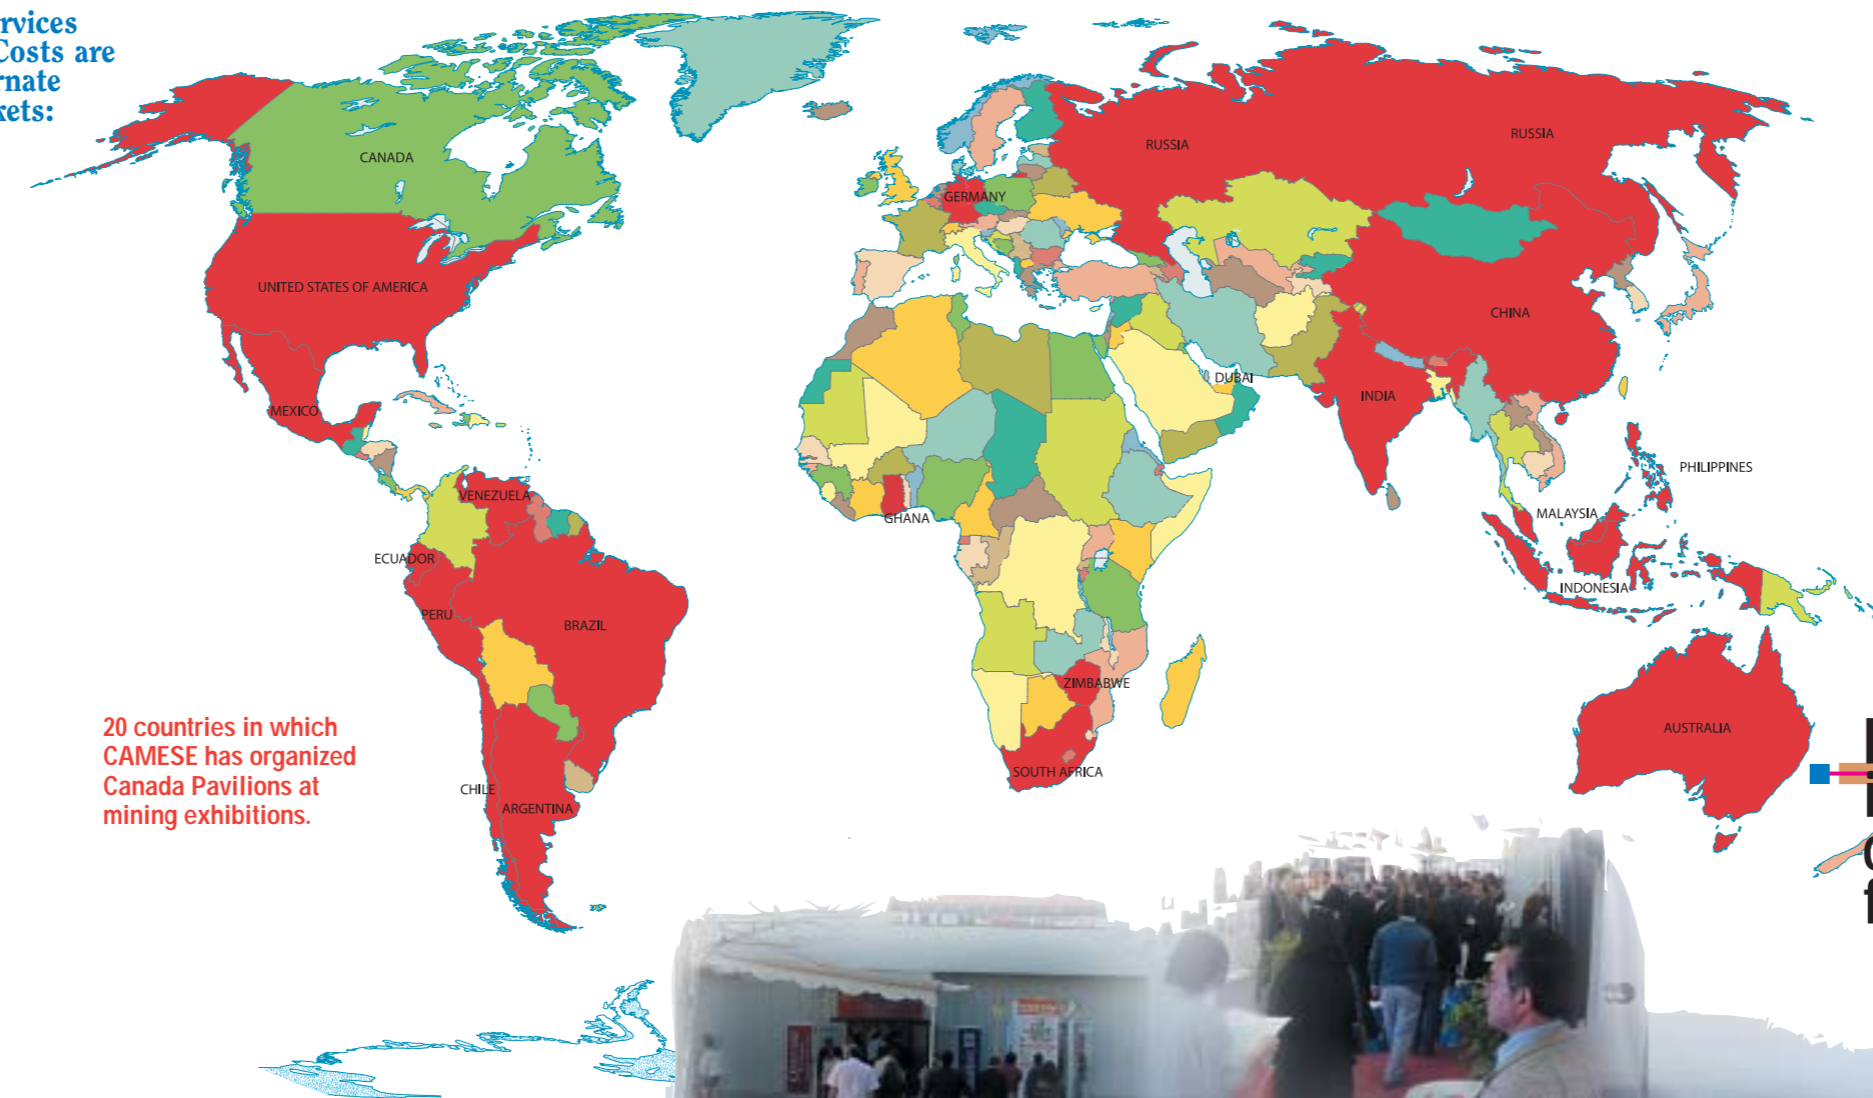 rvices
Costs are
rnate
kets:
CANADA
RUSSIA
RUSSIA
GERMANY
UNITED STATES OF AMERICA
CHINA
DUBAI
INDIA
MEXICO
PHILIPPINES
VENEZUELA
GHANA
MALAYSIA
ECUADOR
INDONESIA
PERU
BRAZIL
ZIMBABWE
AUSTRALIA
SOUTH AFRICA
CHILE
ARGENTINA
20 countries in which
CAMESE has organized
Canada Pavilions at
mining exhibitions.
f